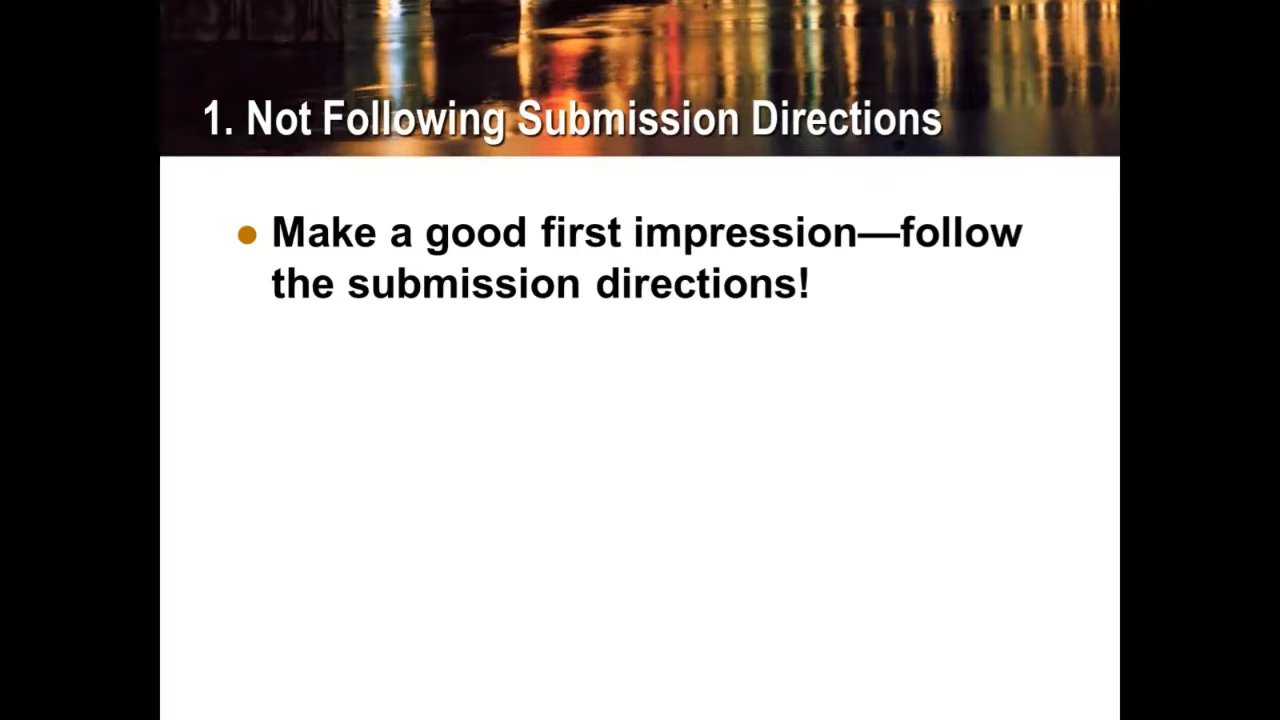 1. Not Following Submission Directions
● Make a good first impression—follow
the submission directions!